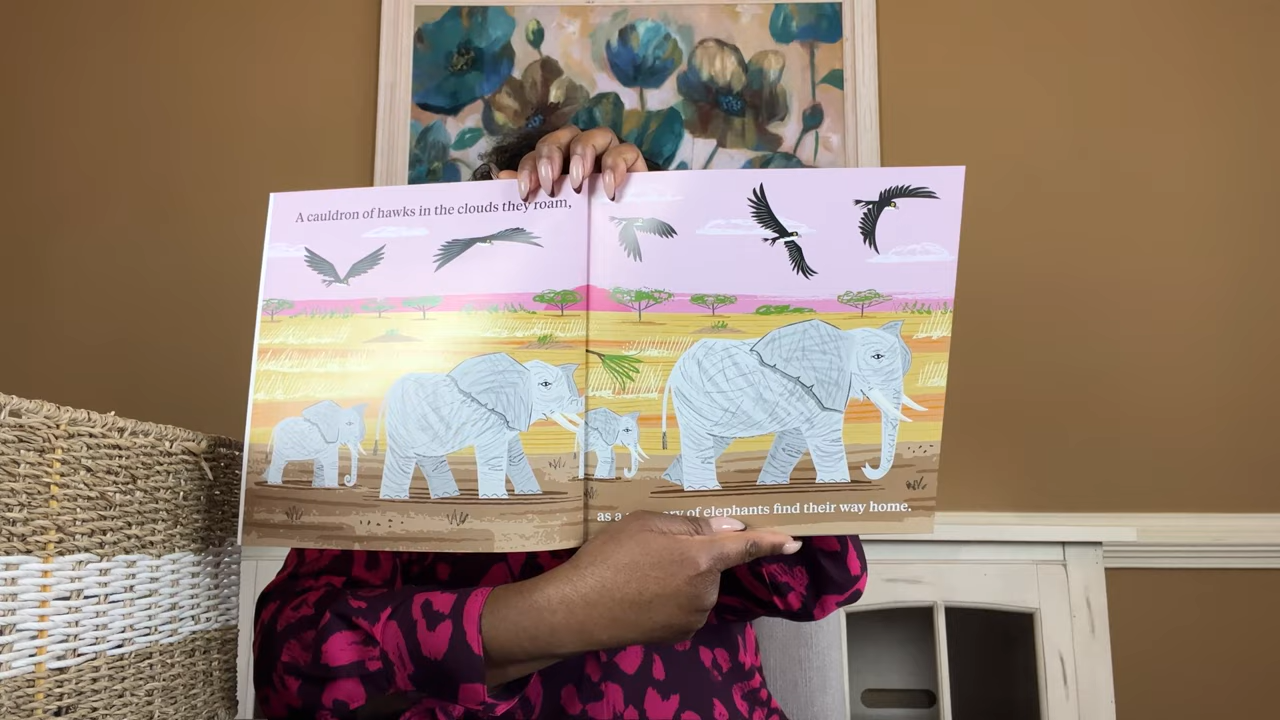 A cauldron of hawks in the clouds they roam,
as a of elephants find their way home.